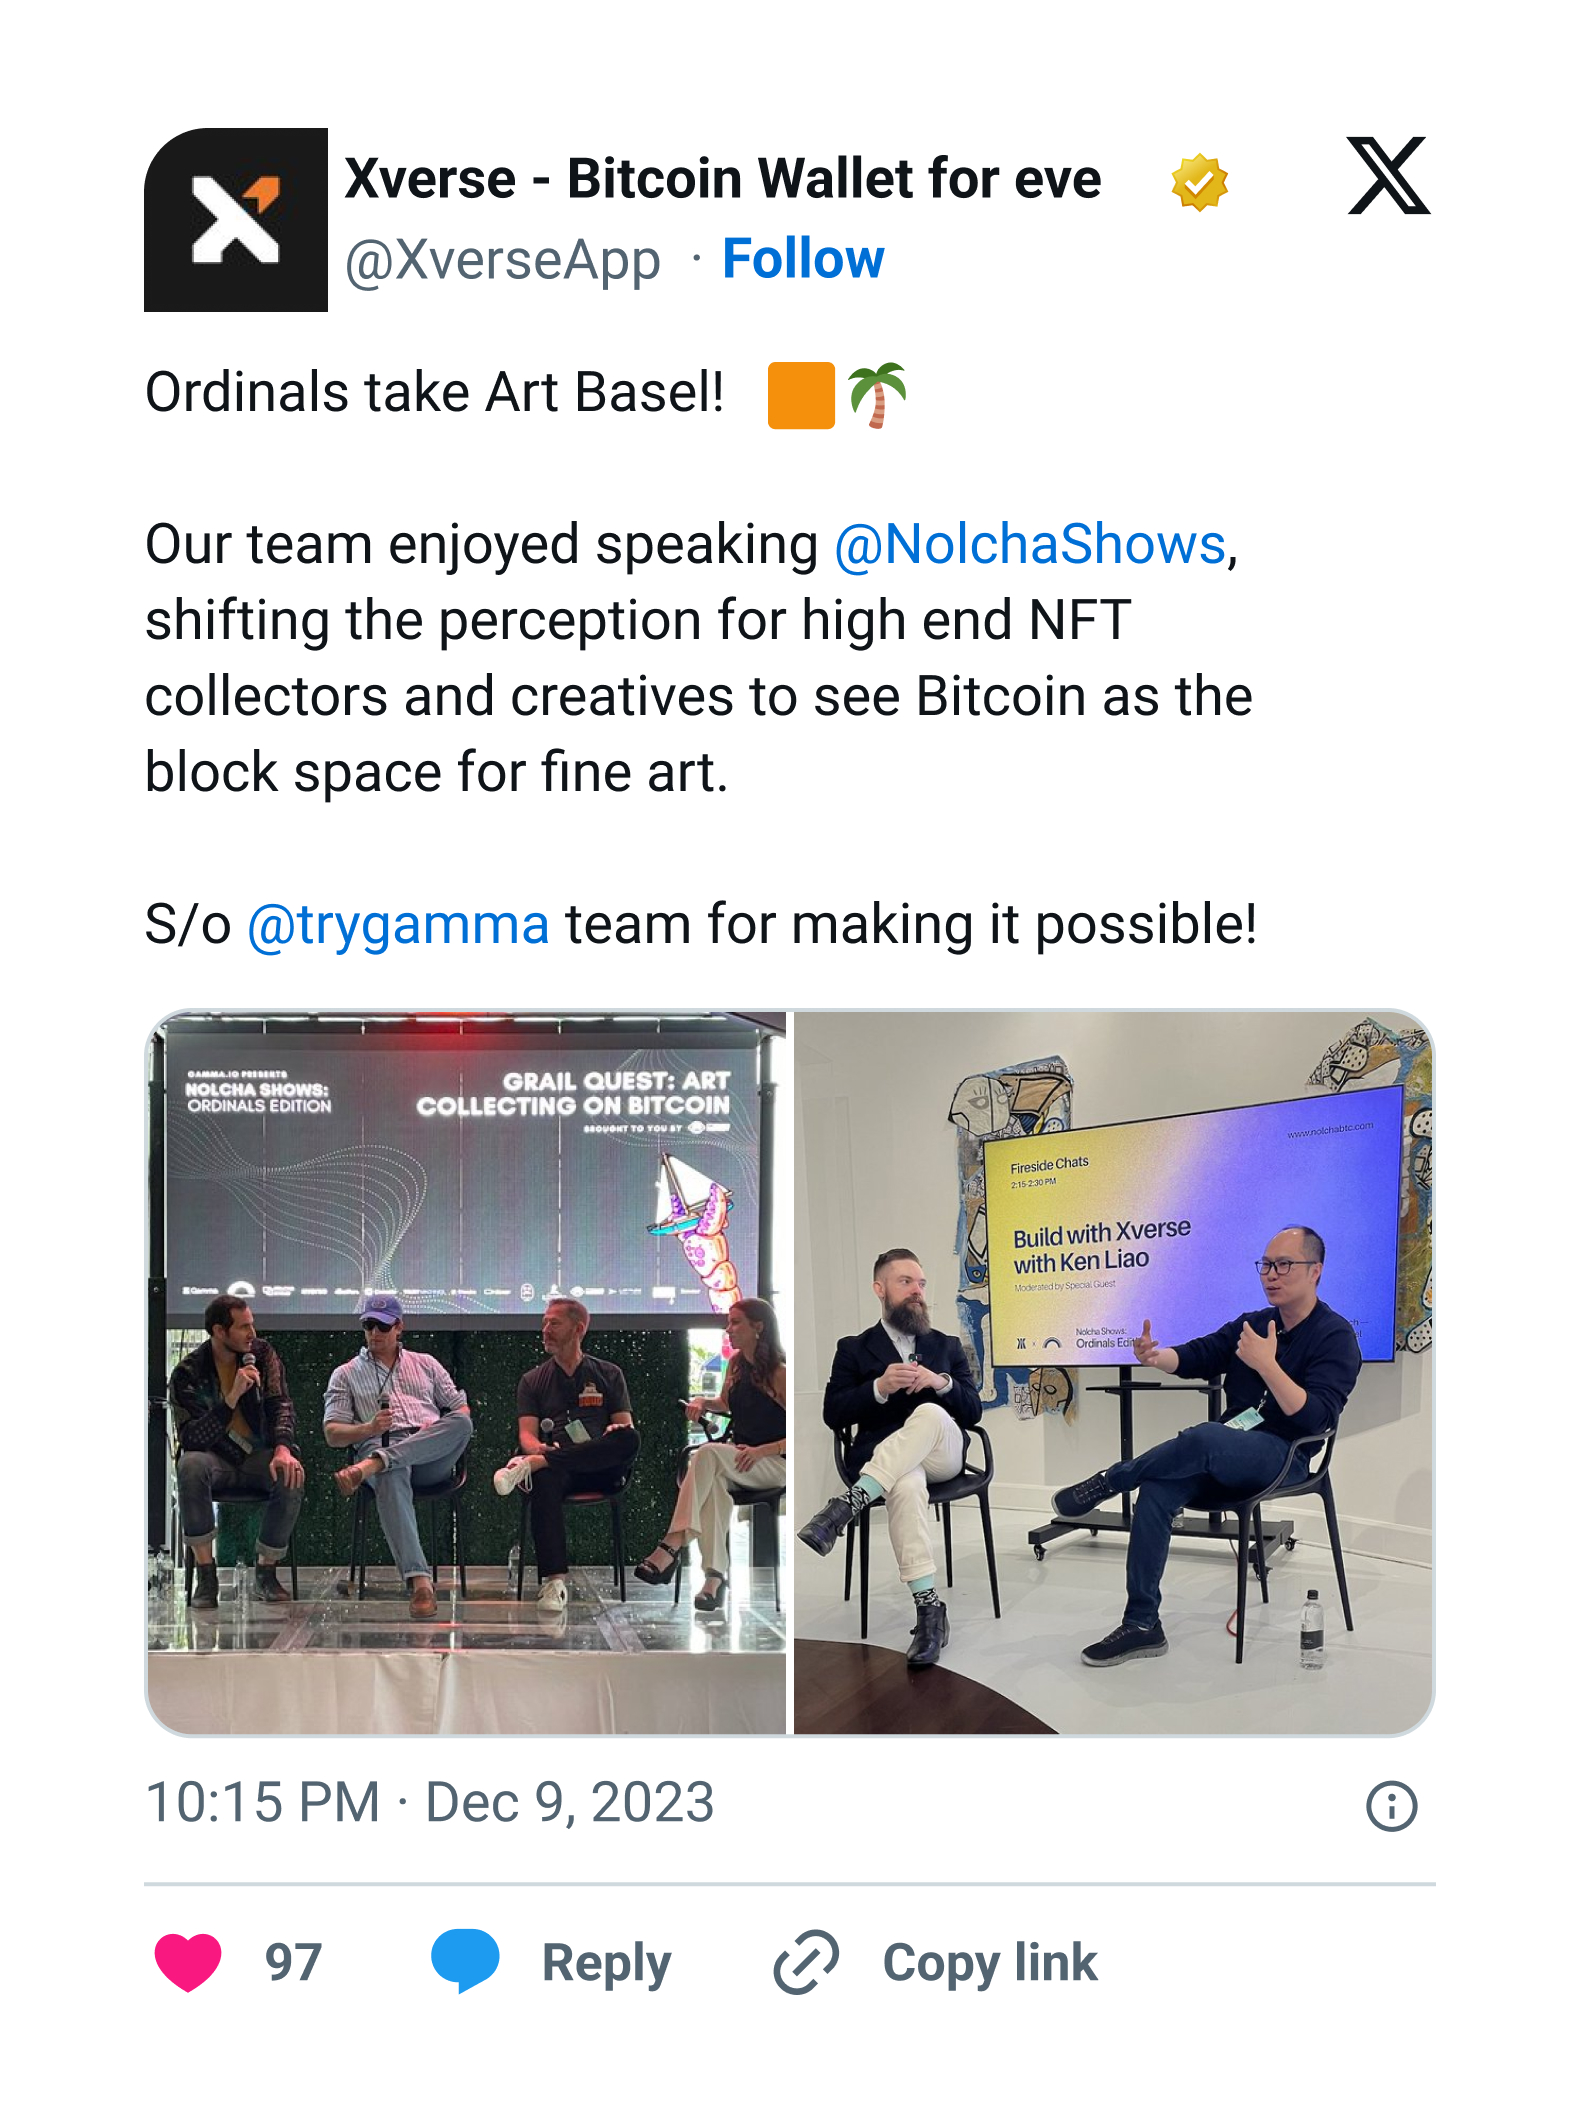 Xverse - Bitcoin Wallet for eve
@XverseApp · Follow
Ordinals take Art Basel! 🟧🌴
Our team enjoyed speaking @NolchaShows,
shifting the perception for high end NFT
collectors and creatives to see Bitcoin as the
block space for fine art.
S/o @trygamma team for making it possible!
GAMMA.IO PRESENTS
NOLCHA SHOWS:
ORDINALS EDITION
GRAIL QUEST: ART
COLLECTING ON BITCOIN
BROUGHT TO YOU BY
www.nolchabtc.com
Fireside Chats
2:15-2:30 PM
Build with Xverse
with Ken Liao
Moderated by Special Guest
Nolcha Shows:
Ordinals Edit
10:15 PM · Dec 9, 2023
97 Reply Copy link